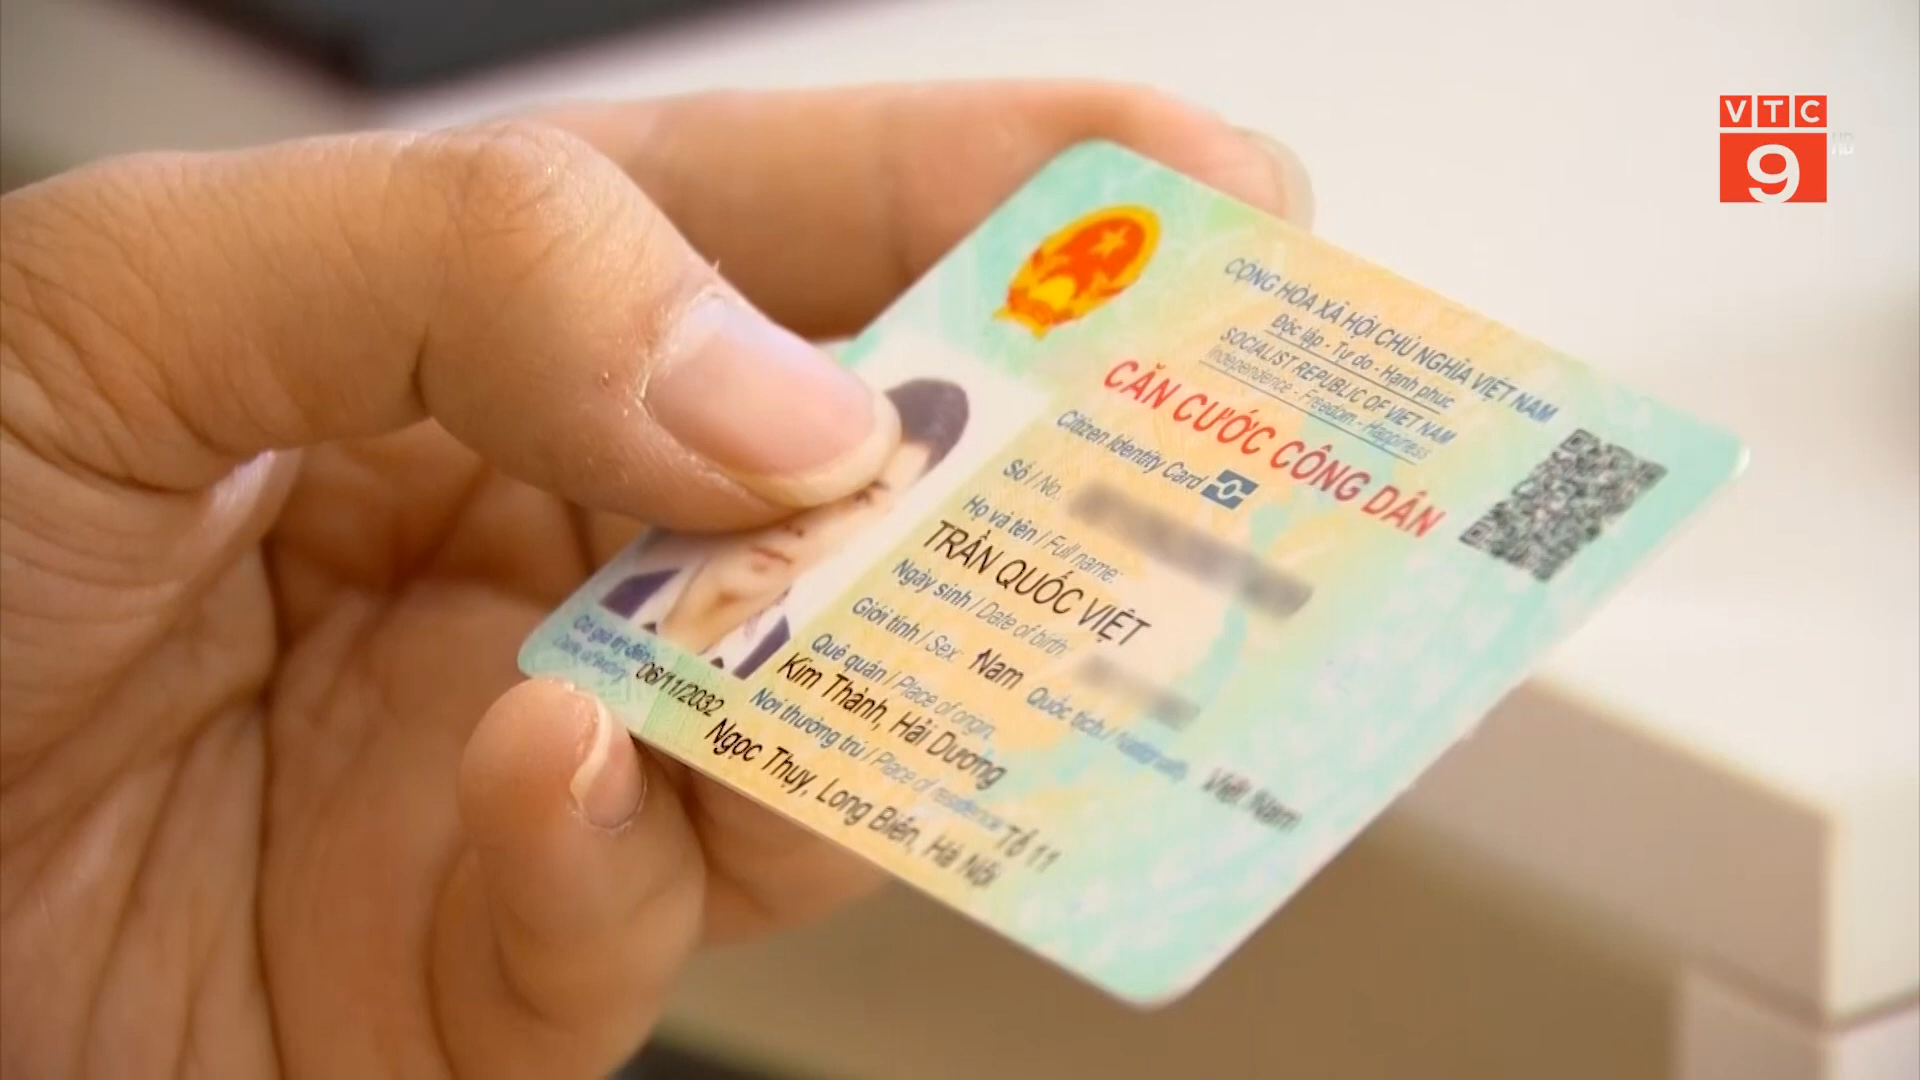 VTC
9
HD
CỘNG HÒA XÃ HỘI CHỦ NGHĨA VIỆT NAM
Độc lập - Tự do - Hạnh phúc
SOCIALIST REPUBLIC OF VIET NAM
Independence - Freedom - Happiness
CĂN CƯỚC CÔNG DÂN
Citizen Identity Card
Số / No.:
Họ và tên / Full name:
TRẦN QUỐC VIỆT
Ngày sinh / Date of birth:
Giới tính / Sex: Nam Quốc tịch / Nationality Việt Nam
Quê quán / Place of origin:
Kim Thành, Hải Dương
Nơi thường trú / Place of residence Tổ 11
Ngọc Thụy, Long Biên, Hà Nội
Có giá trị đến: 06/11/2032
Date of expiry